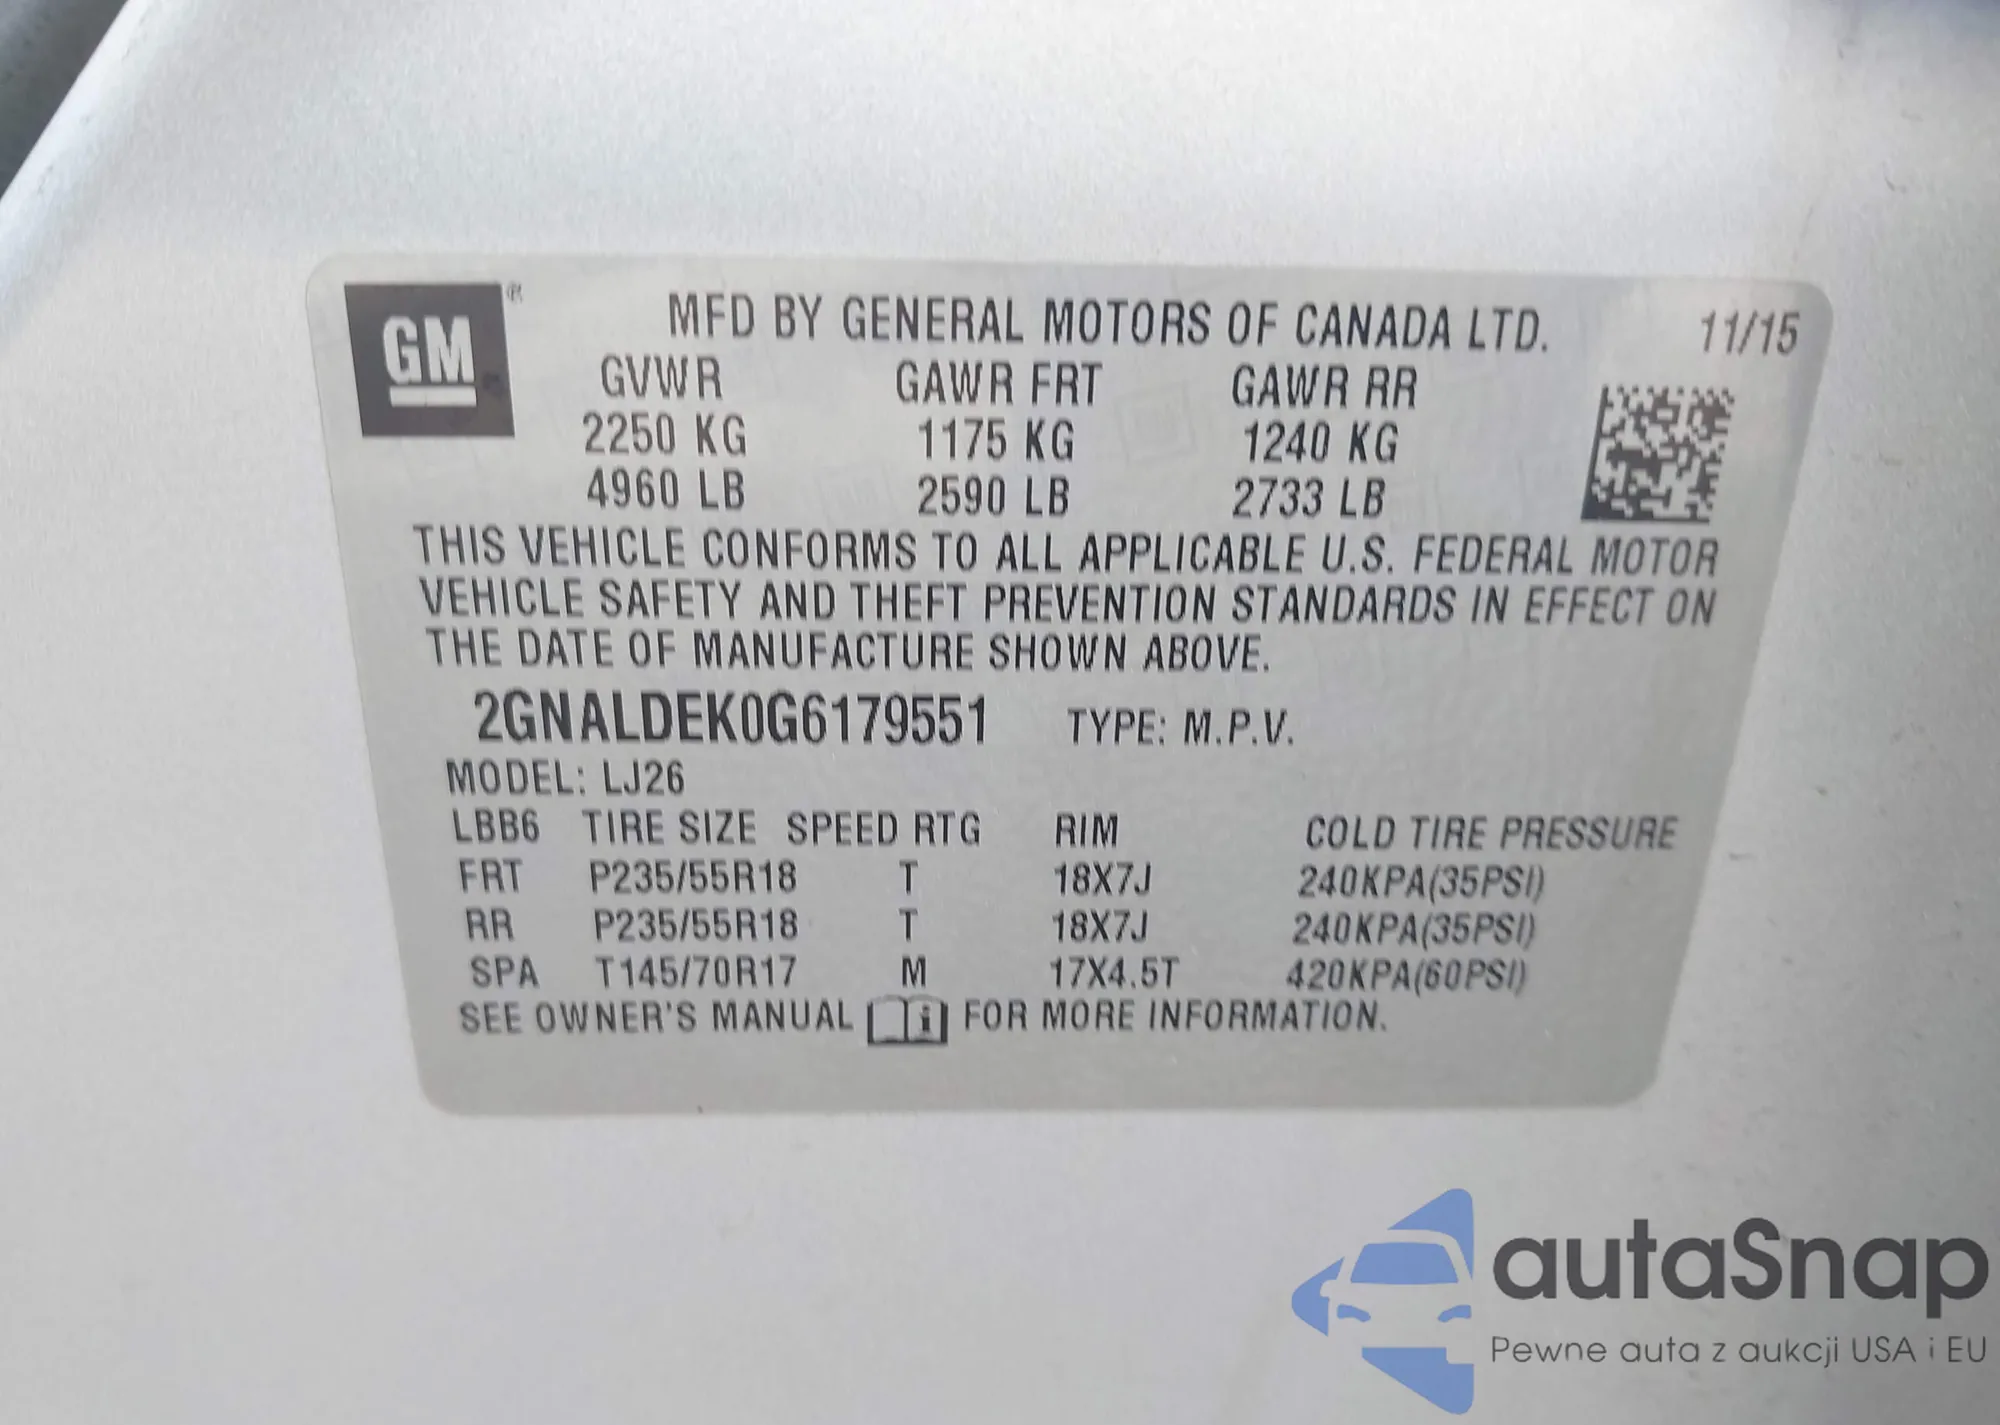 GM ®
MFD BY GENERAL MOTORS OF CANADA LTD. 11/15
GVWR GAWR FRT GAWR RR
2250 KG 1175 KG 1240 KG
4960 LB 2590 LB 2733 LB
THIS VEHICLE CONFORMS TO ALL APPLICABLE U.S. FEDERAL MOTOR
VEHICLE SAFETY AND THEFT PREVENTION STANDARDS IN EFFECT ON
THE DATE OF MANUFACTURE SHOWN ABOVE.
2GNALDEK0G6179551 TYPE: M.P.V.
MODEL: LJ26
LBB6 TIRE SIZE SPEED RTG RIM COLD TIRE PRESSURE
FRT P235/55R18 T 18X7J 240KPA(35PSI)
RR P235/55R18 T 18X7J 240KPA(35PSI)
SPA T145/70R17 M 17X4.5T 420KPA(60PSI)
SEE OWNER'S MANUAL i FOR MORE INFORMATION.
autaSnap
Pewne auta z aukcji USA i EU